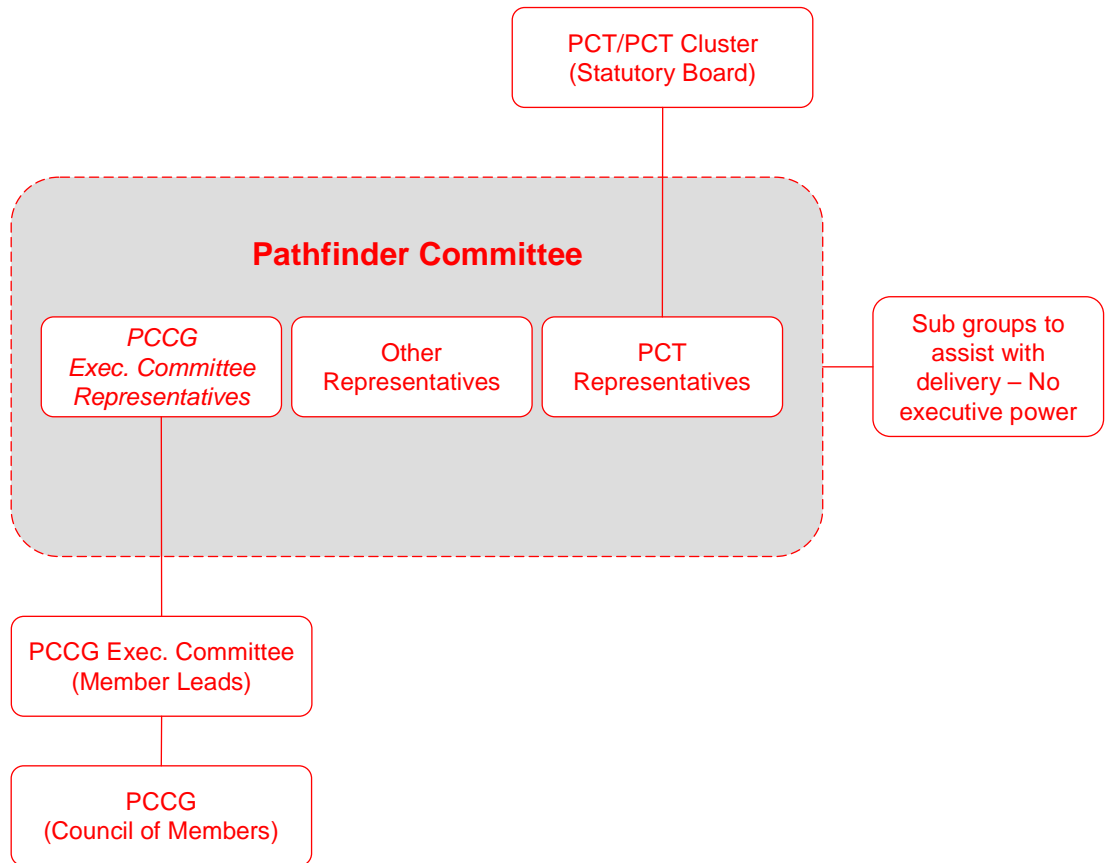 PCT/PCT Cluster
(Statutory Board)
Pathfinder Committee
PCCG
Exec. Committee
Representatives
Other
Representatives
PCT
Representatives
Sub groups to
assist with
delivery – No
executive power
PCCG Exec. Committee
(Member Leads)
PCCG
(Council of Members)